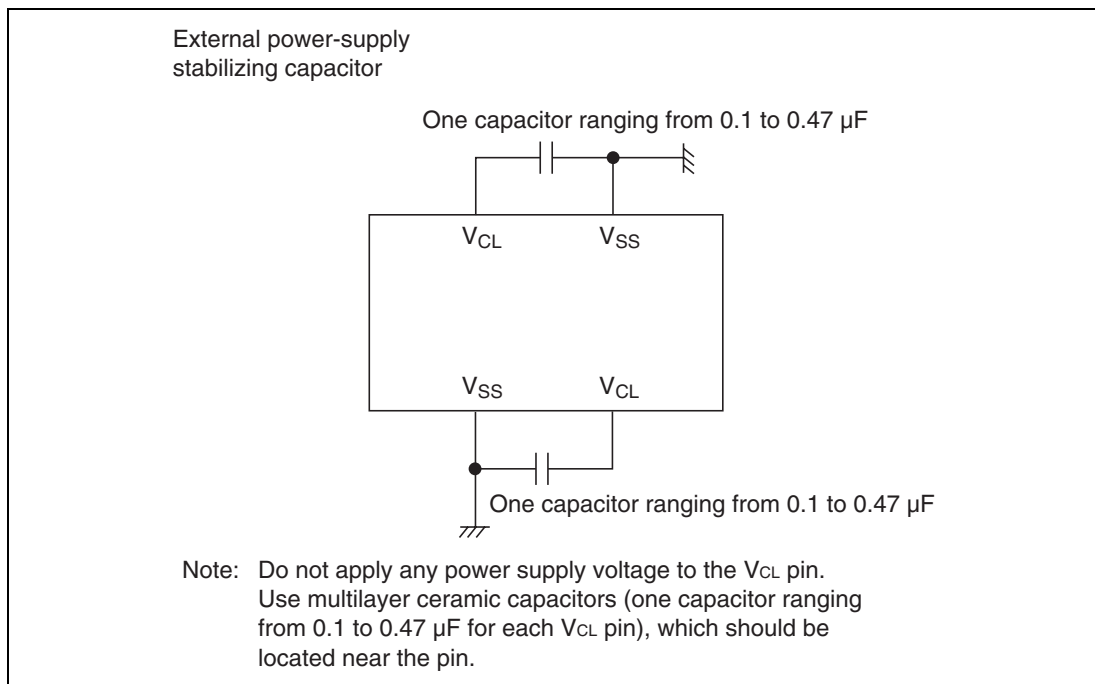 External power-supply
stabilizing capacitor
One capacitor ranging from 0.1 to 0.47 µF
VCL VSS
VSS VCL
One capacitor ranging from 0.1 to 0.47 µF
Note: Do not apply any power supply voltage to the VCL pin.
Use multilayer ceramic capacitors (one capacitor ranging
from 0.1 to 0.47 µF for each VCL pin), which should be
located near the pin.